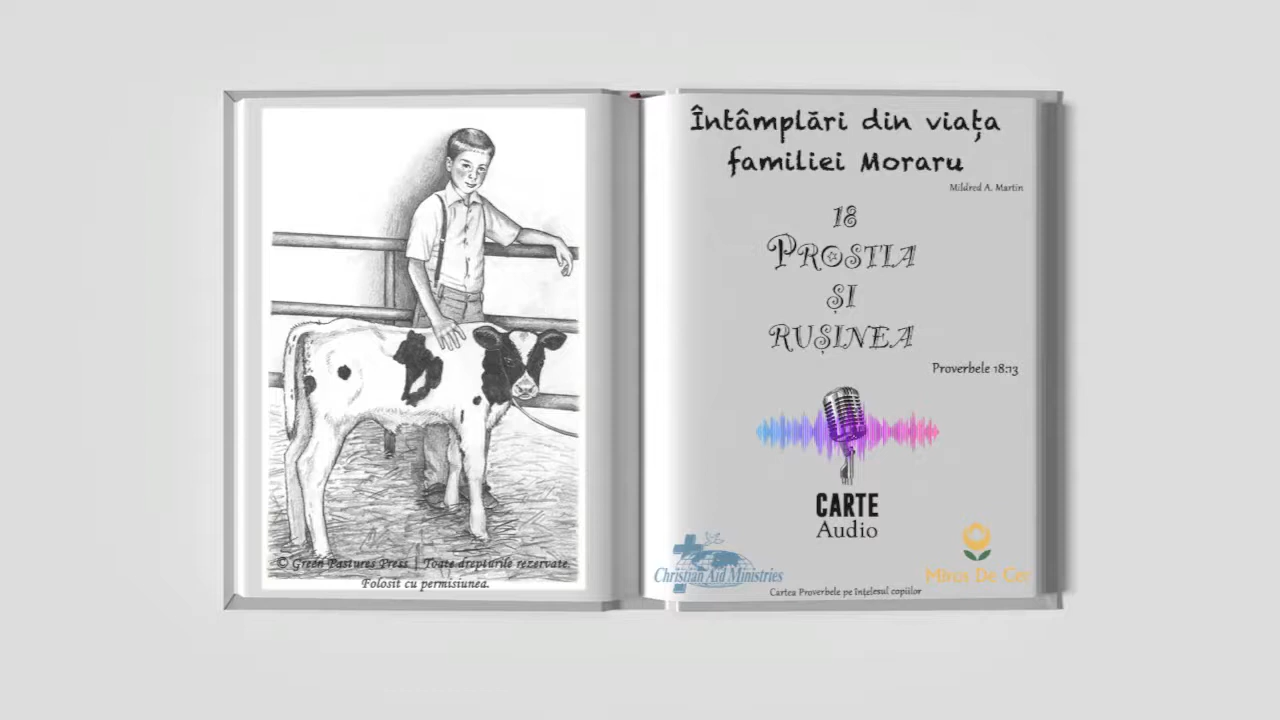 © Green Pastures Press | Toate drepturile rezervate.
Folosit cu permisiunea.
Întâmplări din viața
familiei Moraru
Mildred A. Martin
18
PROSTIA
ȘI
RUȘINEA
Proverbele 18:13
CARTE
Audio
Christian Aid Ministries
Miros De Cer
Cartea Proverbele pe înțelesul copiilor